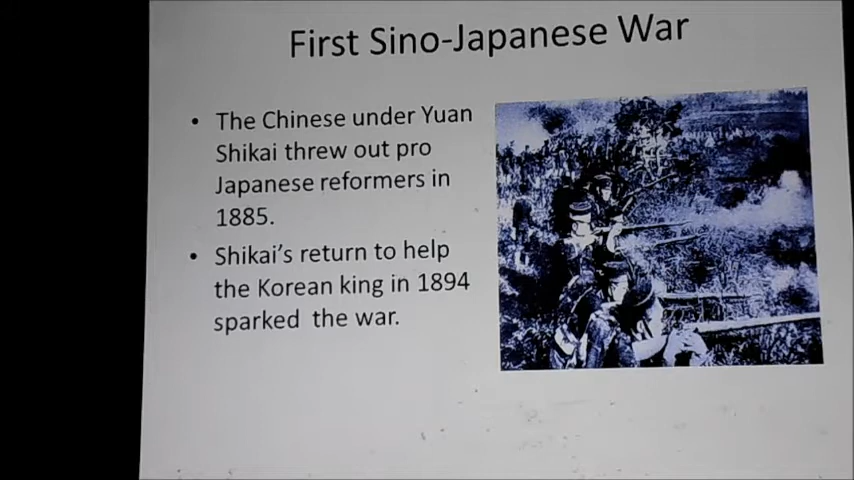 First Sino-Japanese War
• The Chinese under Yuan
Shikai threw out pro
Japanese reformers in
1885.
• Shikai's return to help
the Korean king in 1894
sparked the war.